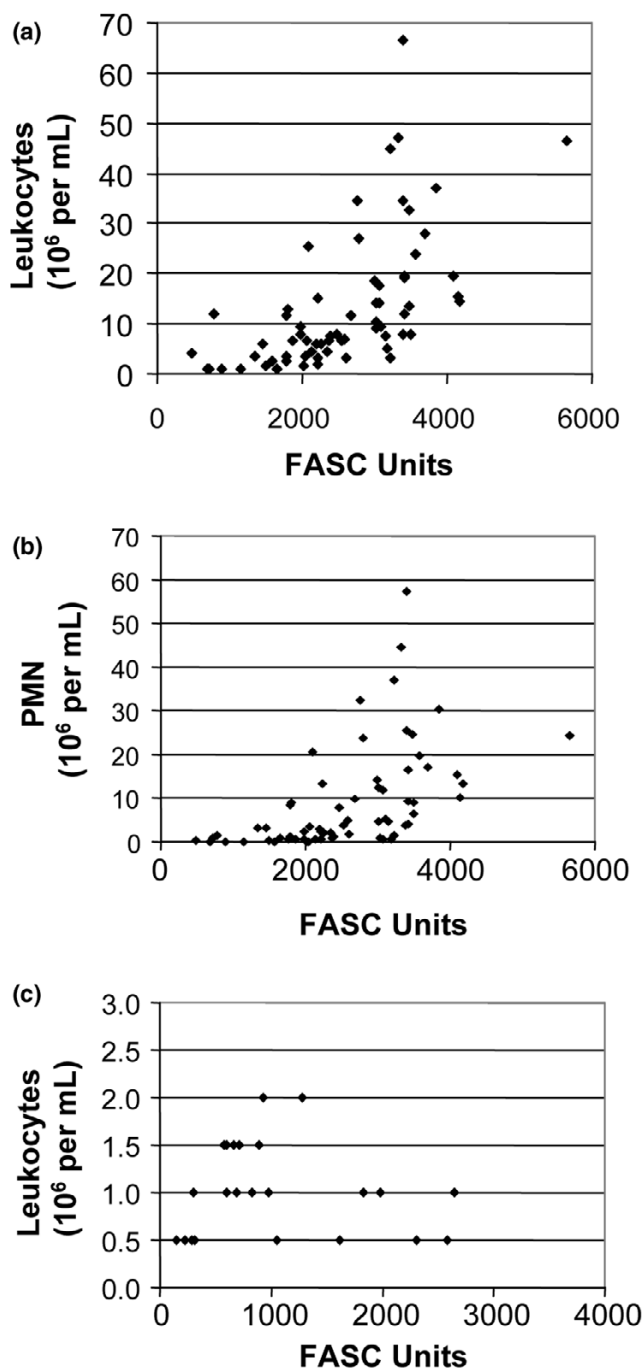 (a)
Leukocytes
(10⁶ per mL)
70
60
50
40
30
20
10
0
0 2000 4000 6000
FASC Units
(b)
PMN
(10⁶ per mL)
70
60
50
40
30
20
10
0
0 2000 4000 6000
FASC Units
(c)
Leukocytes
(10⁶ per mL)
3.0
2.5
2.0
1.5
1.0
0.5
0.0
0 1000 2000 3000 4000
FASC Units